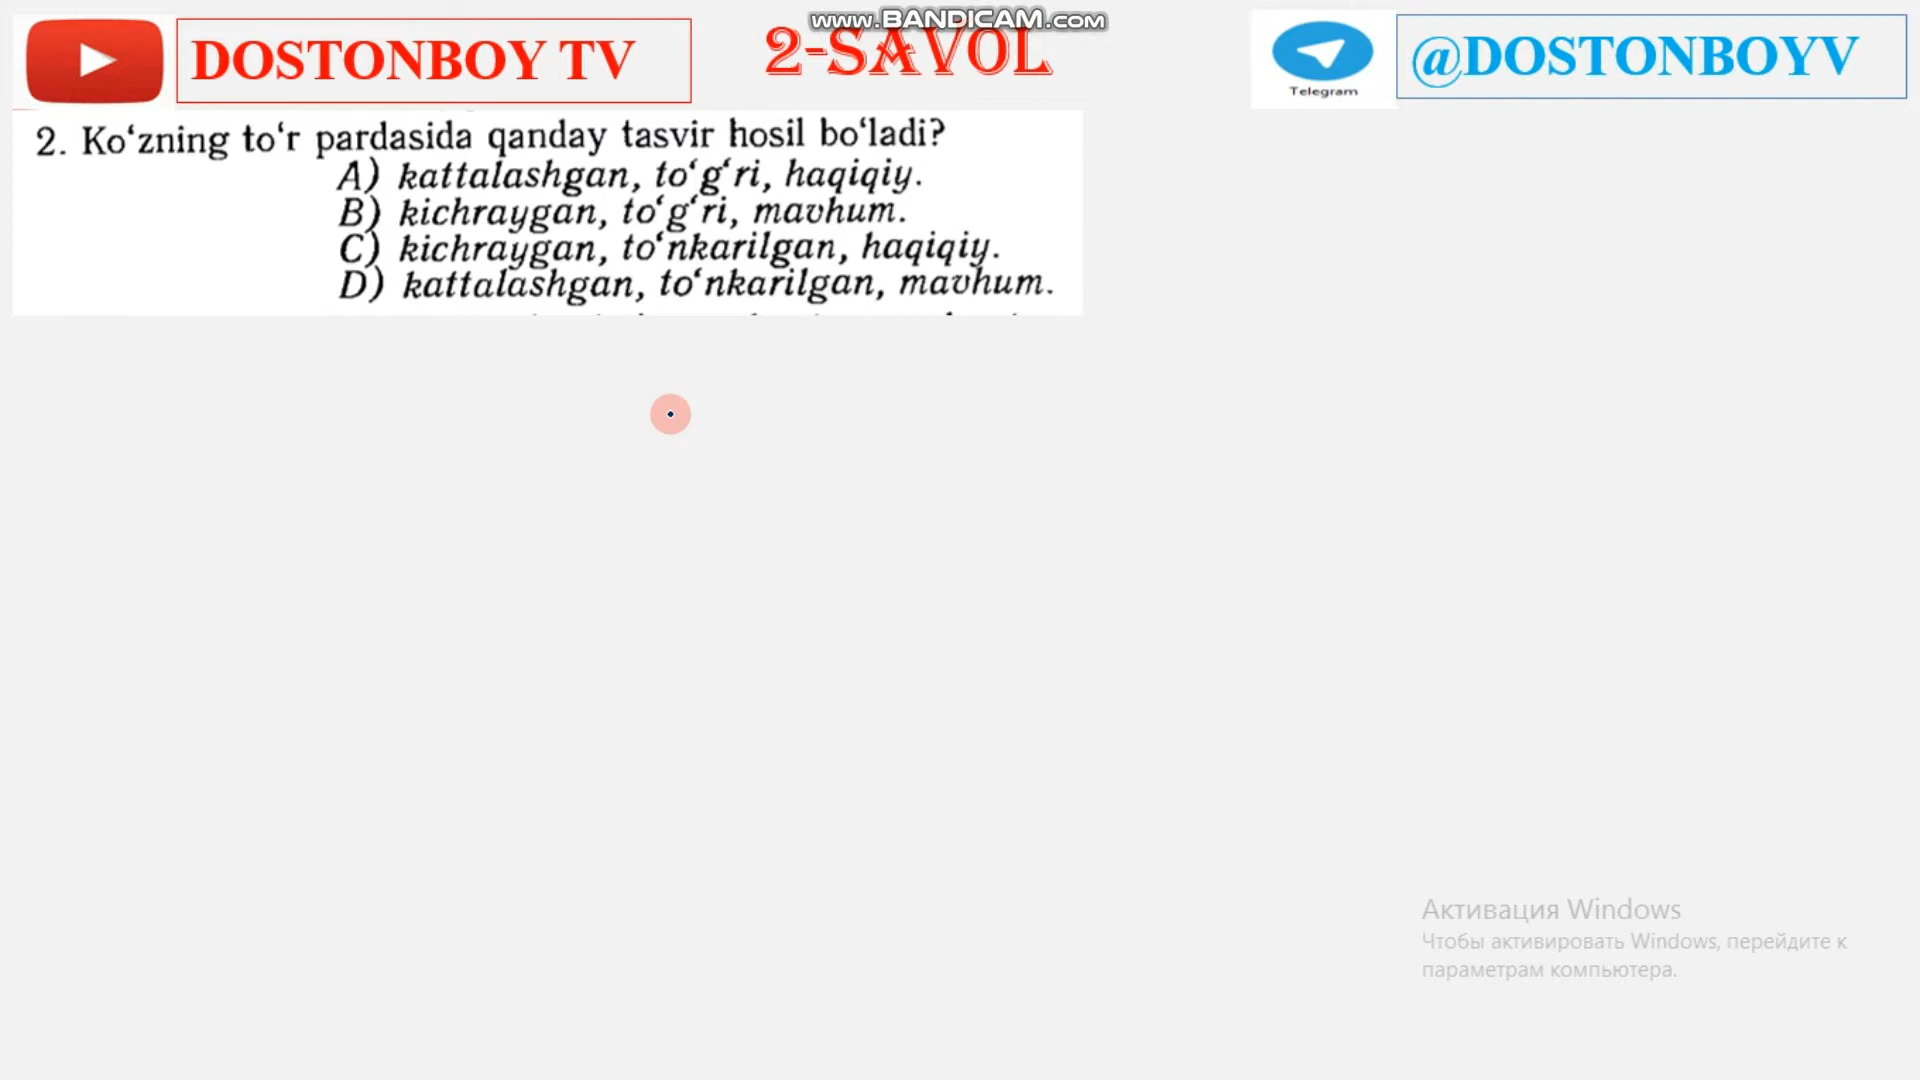 www.BANDICAM.com
DOSTONBOY TV
2-SAVOL
Telegram
@DOSTONBOYV
2. Ko‘zning to‘r pardasida qanday tasvir hosil bo‘ladi?
A) kattalashgan, to‘g‘ri, haqiqiy.
B) kichraygan, to‘g‘ri, mavhum.
C) kichraygan, to‘nkarilgan, haqiqiy.
D) kattalashgan, to‘nkarilgan, mavhum.
Активация Windows
Чтобы активировать Windows, перейдите к
параметрам компьютера.